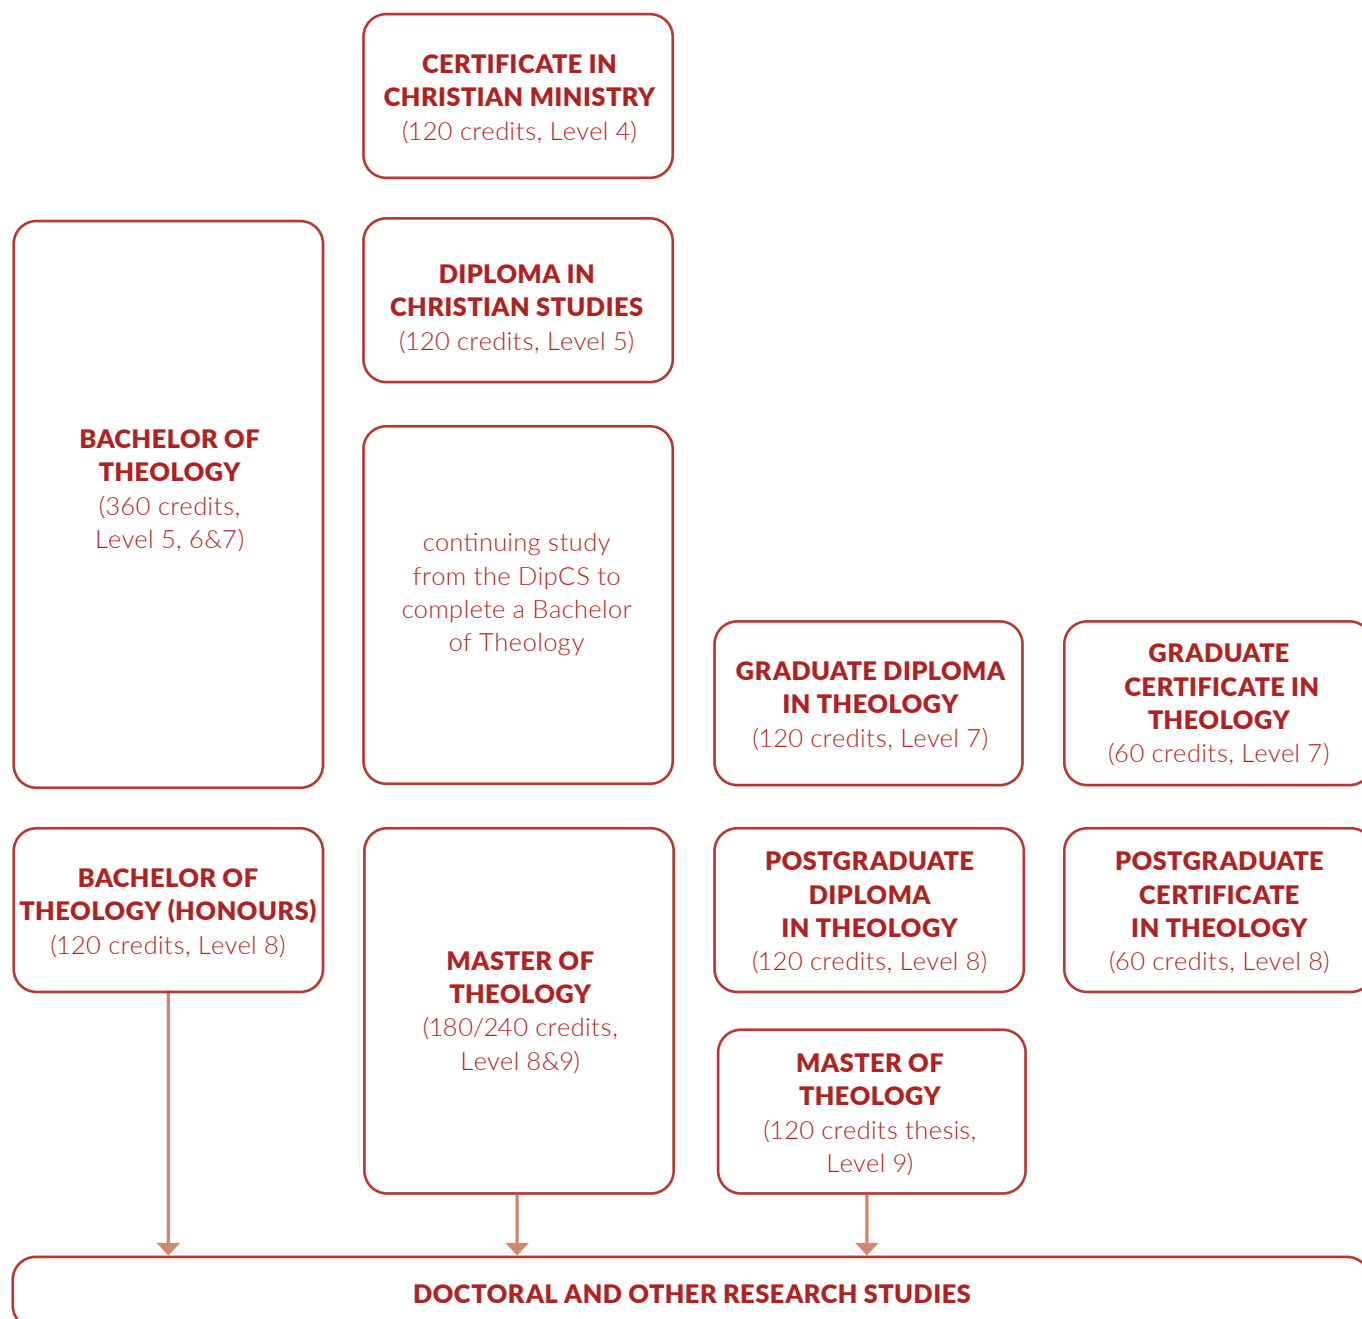 CERTIFICATE IN
CHRISTIAN MINISTRY
(120 credits, Level 4)
DIPLOMA IN
CHRISTIAN STUDIES
(120 credits, Level 5)
BACHELOR OF
THEOLOGY
(360 credits,
Level 5, 6&7)
continuing study
from the DipCS to
complete a Bachelor
of Theology
GRADUATE DIPLOMA
IN THEOLOGY
(120 credits, Level 7)
GRADUATE
CERTIFICATE IN
THEOLOGY
(60 credits, Level 7)
BACHELOR OF
THEOLOGY (HONOURS)
(120 credits, Level 8)
MASTER OF
THEOLOGY
(180/240 credits,
Level 8&9)
POSTGRADUATE
DIPLOMA
IN THEOLOGY
(120 credits, Level 8)
POSTGRADUATE
CERTIFICATE
IN THEOLOGY
(60 credits, Level 8)
MASTER OF
THEOLOGY
(120 credits thesis,
Level 9)
DOCTORAL AND OTHER RESEARCH STUDIES